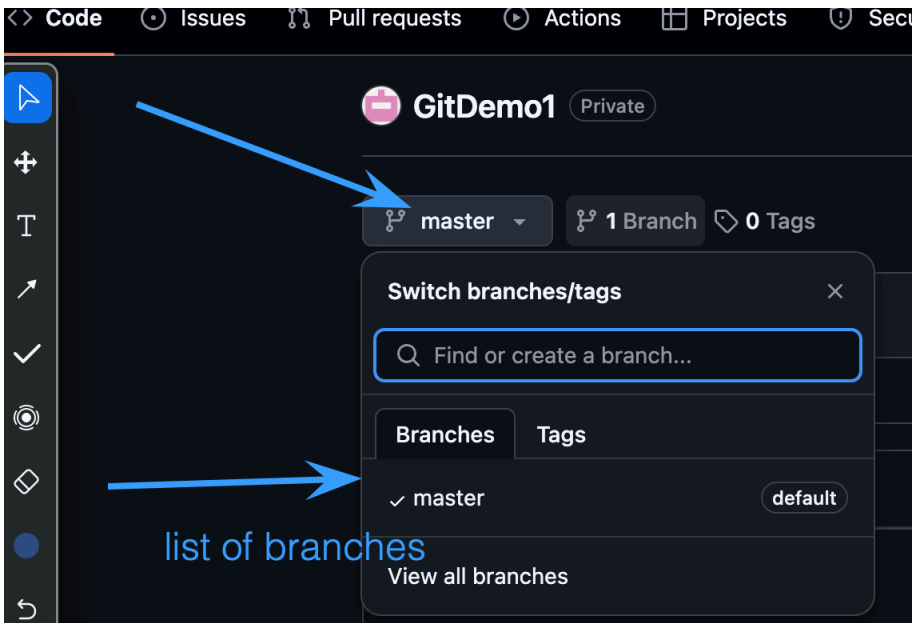 Code Issues Pull requests Actions Projects
GitDemo1 Private
master 1 Branch 0 Tags
Switch branches/tags
Find or create a branch...
Branches Tags
master default
list of branches
View all branches